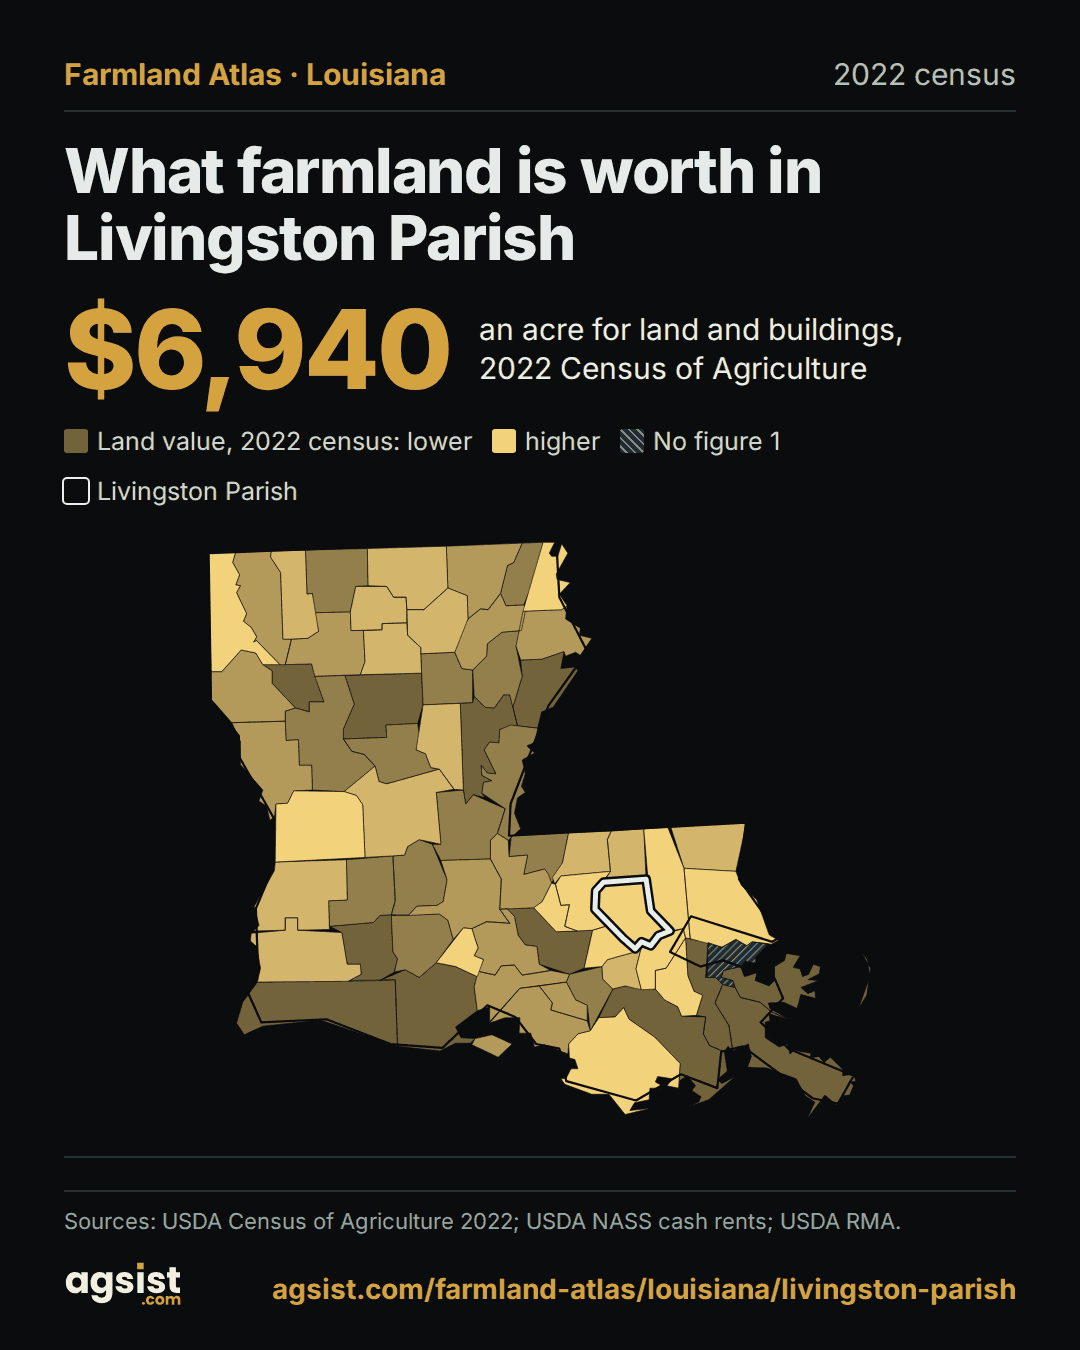 Farmland Atlas · Louisiana
2022 census
What farmland is worth in
Livingston Parish
$6,940
an acre for land and buildings,
2022 Census of Agriculture
Land value, 2022 census: lower
higher
No figure 1
Livingston Parish
Sources: USDA Census of Agriculture 2022; USDA NASS cash rents; USDA RMA.
agsist
.com
agsist.com/farmland-atlas/louisiana/livingston-parish